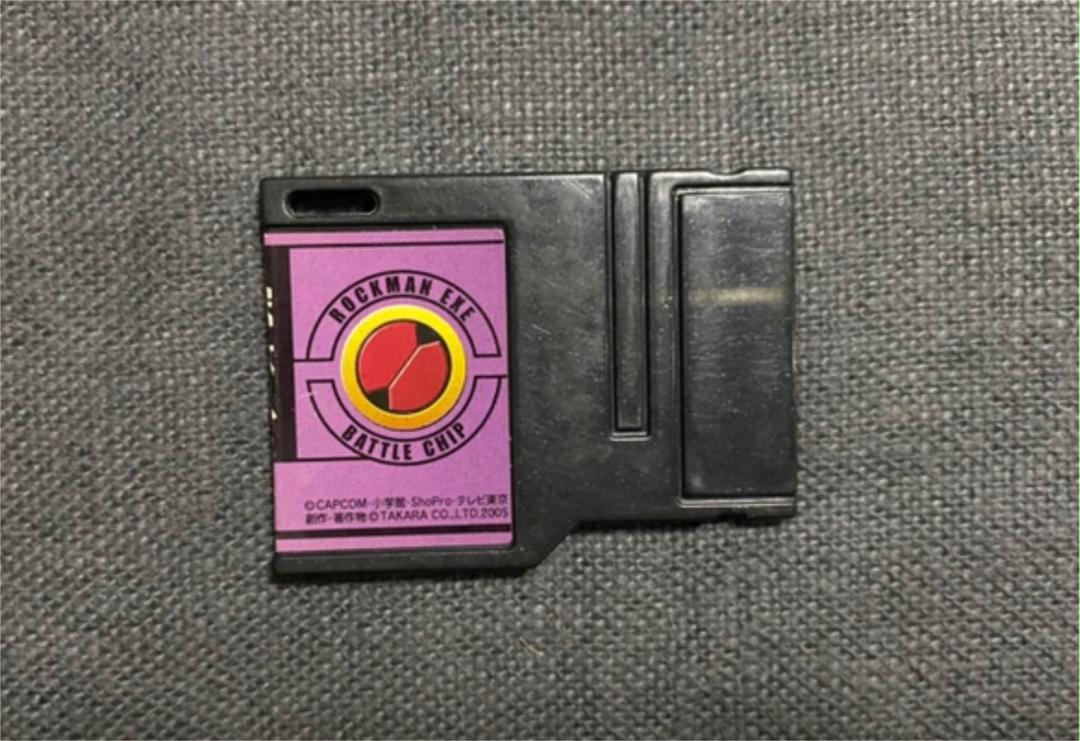 ROCKMAN EXE
BATTLE CHIP
©CAPCOM·小学館·ShoPro·テレビ東京
創作·著作物©TAKARA CO.,LTD.2005